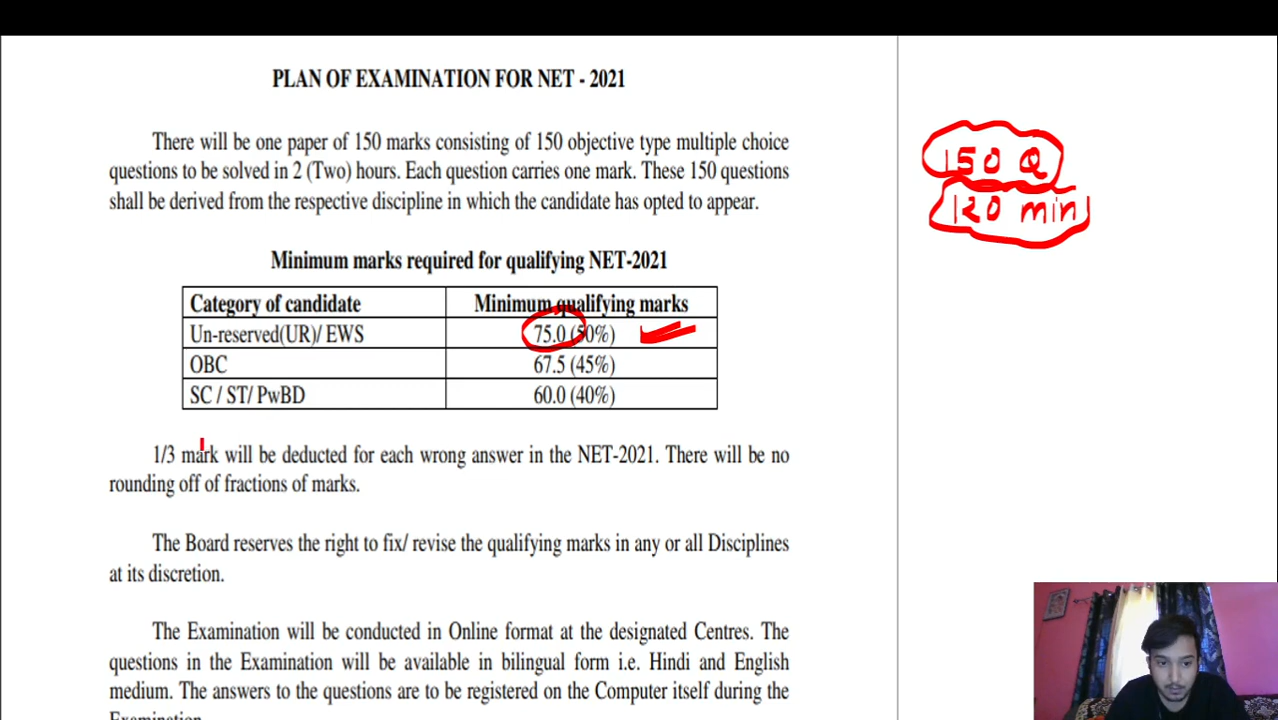 PLAN OF EXAMINATION FOR NET - 2021
There will be one paper of 150 marks consisting of 150 objective type multiple choice
questions to be solved in 2 (Two) hours. Each question carries one mark. These 150 questions
shall be derived from the respective discipline in which the candidate has opted to appear.
150 Q
120 min
Minimum marks required for qualifying NET-2021
Category of candidate Minimum qualifying marks
Un-reserved(UR)/ EWS 75.0 (50%)
OBC 67.5 (45%)
SC / ST/ PwBD 60.0 (40%)
1/3 mark will be deducted for each wrong answer in the NET-2021. There will be no
rounding off of fractions of marks.
The Board reserves the right to fix/ revise the qualifying marks in any or all Disciplines
at its discretion.
The Examination will be conducted in Online format at the designated Centres. The
questions in the Examination will be available in bilingual form i.e. Hindi and English
medium. The answers to the questions are to be registered on the Computer itself during the
Examination.